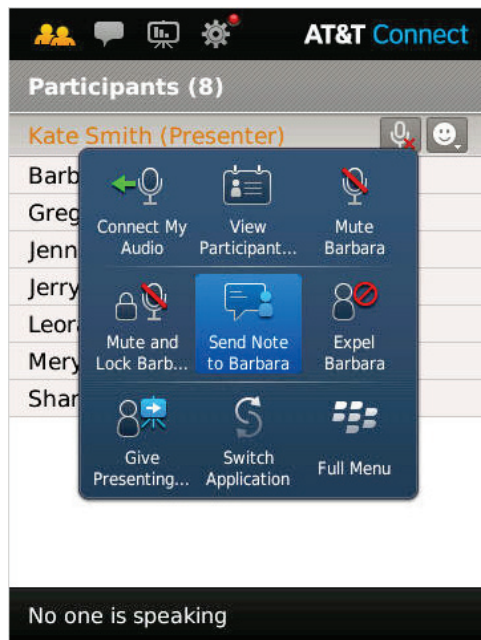 AT&T Connect
Participants (8)
Kate Smith (Presenter)
Barb
Greg
Jenn
Jerry
Leor
Mery
Shar
Connect My
Audio
View
Participant...
Mute
Barbara
Mute and
Lock Barb...
Send Note
to Barbara
Expel
Barbara
Give
Presenting...
Switch
Application
Full Menu
No one is speaking